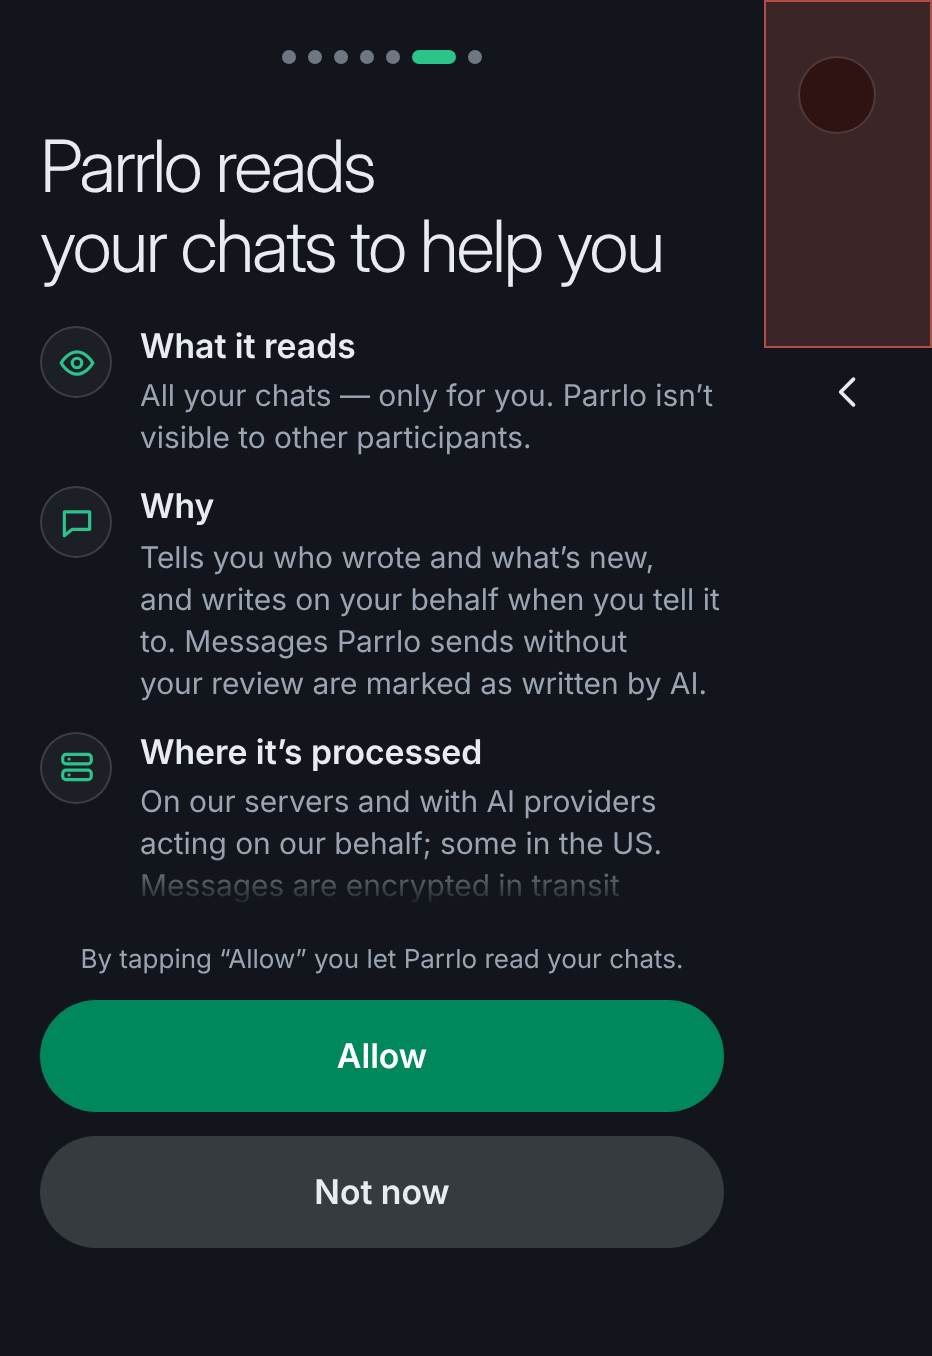 Parrlo reads
your chats to help you
What it reads
All your chats — only for you. Parrlo isn’t
visible to other participants.
Why
Tells you who wrote and what’s new,
and writes on your behalf when you tell it
to. Messages Parrlo sends without
your review are marked as written by AI.
Where it’s processed
On our servers and with AI providers
acting on our behalf; some in the US.
Messages are encrypted in transit
By tapping “Allow” you let Parrlo read your chats.
Allow
Not now